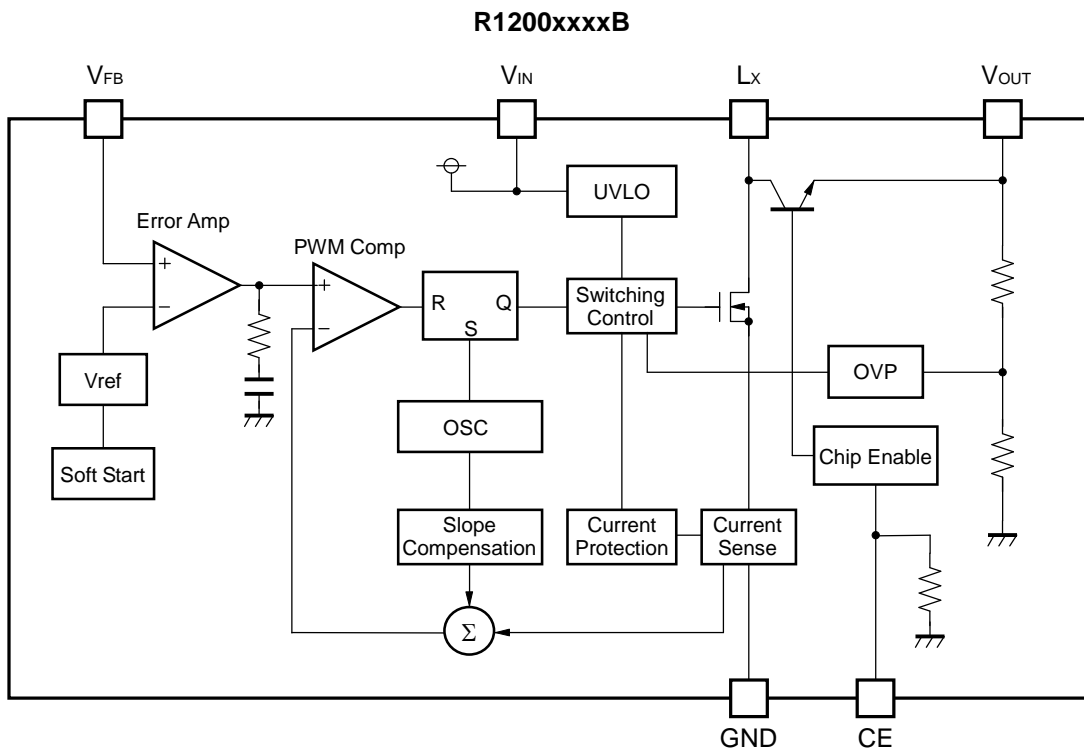 R1200xxxxB
VFB
VIN
LX
VOUT
UVLO
Error Amp
PWM Comp
+
−
+
−
R
Q
S
Switching
Control
Vref
OVP
OSC
Soft Start
Chip Enable
Slope
Compensation
Current
Protection
Current
Sense
Σ
GND
CE